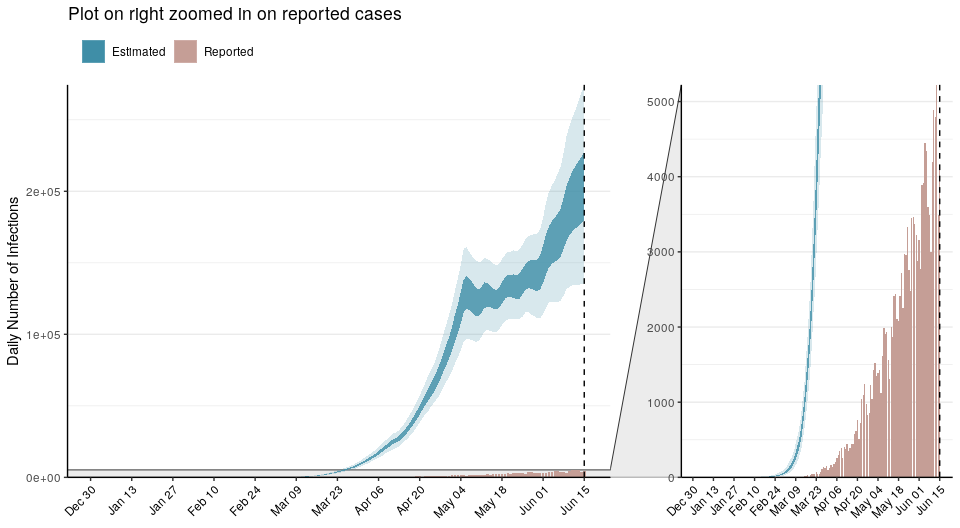 Plot on right zoomed in on reported cases
Estimated Reported
Daily Number of Infections
2e+05
1e+05
0e+00
Dec 30 Jan 13 Jan 27 Feb 10 Feb 24 Mar 09 Mar 23 Apr 06 Apr 20 May 04 May 18 Jun 01 Jun 15
5000
4000
3000
2000
1000
0
Dec 30 Jan 13 Jan 27 Feb 10 Feb 24 Mar 09 Mar 23 Apr 06 Apr 20 May 04 May 18 Jun 01 Jun 15